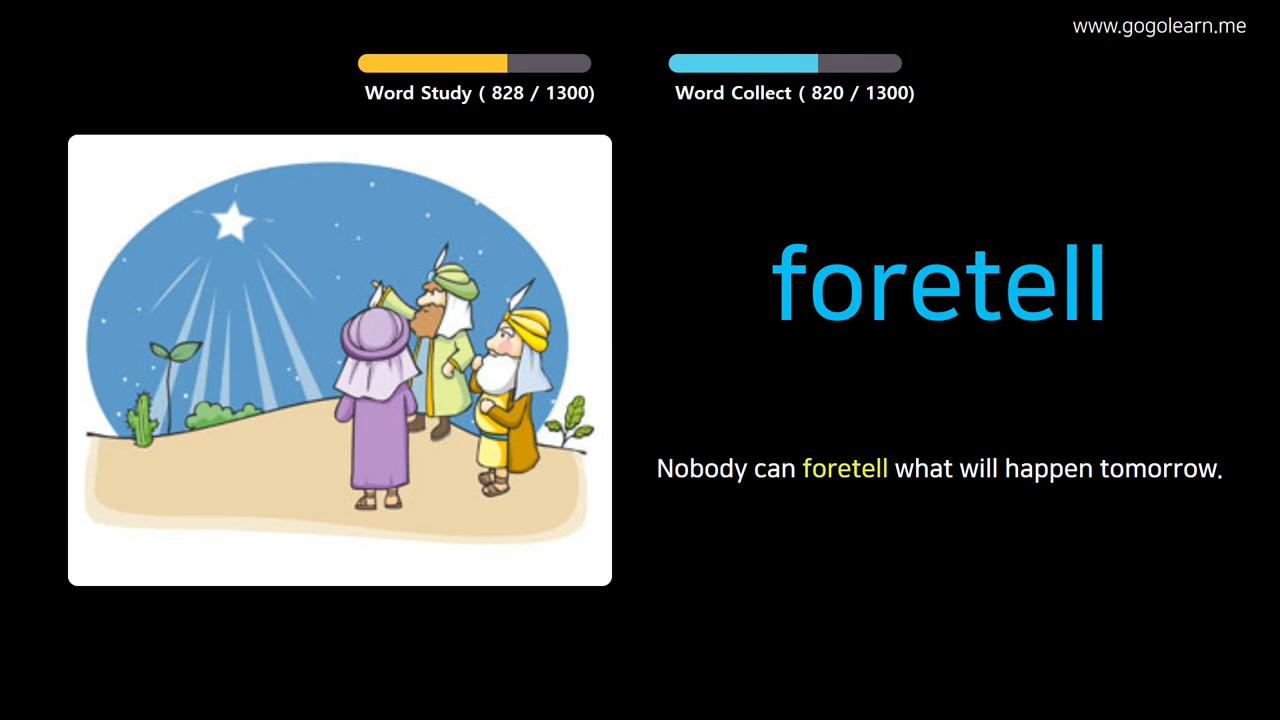 www.gogolearn.me
Word Study ( 828 / 1300)
Word Collect ( 820 / 1300)
foretell
Nobody can foretell what will happen tomorrow.